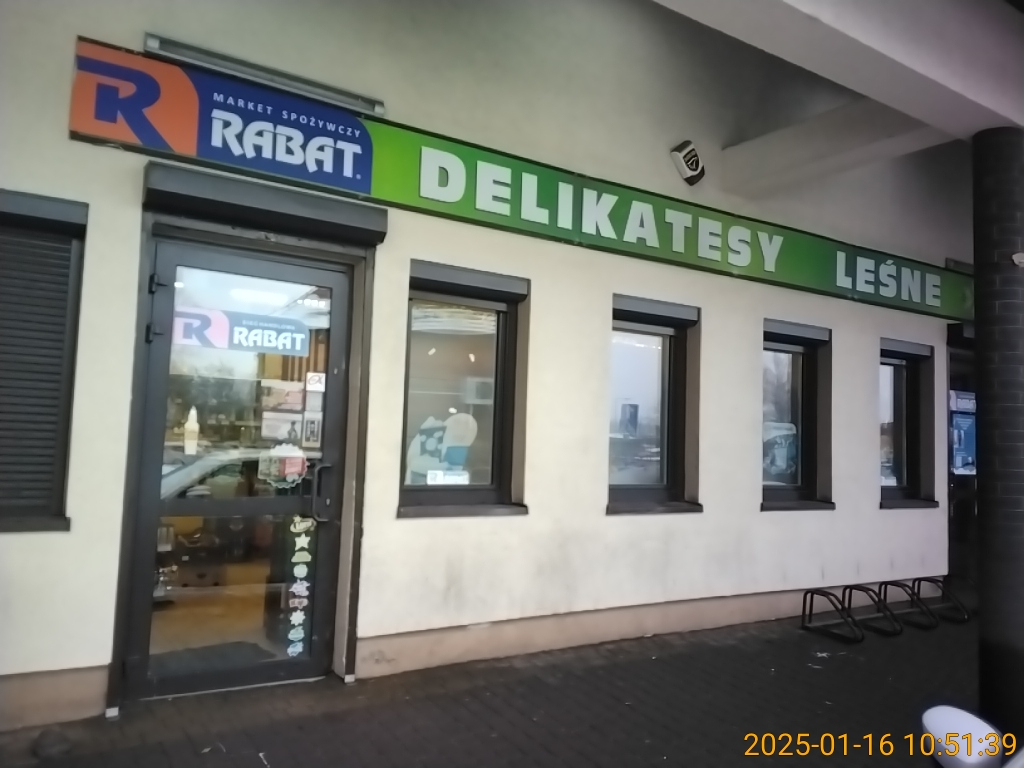 R
MARKET SPOŻYWCZY
RABAT
DELIKATESY LEŚNE
R RABAT
2025-01-16 10:51:39